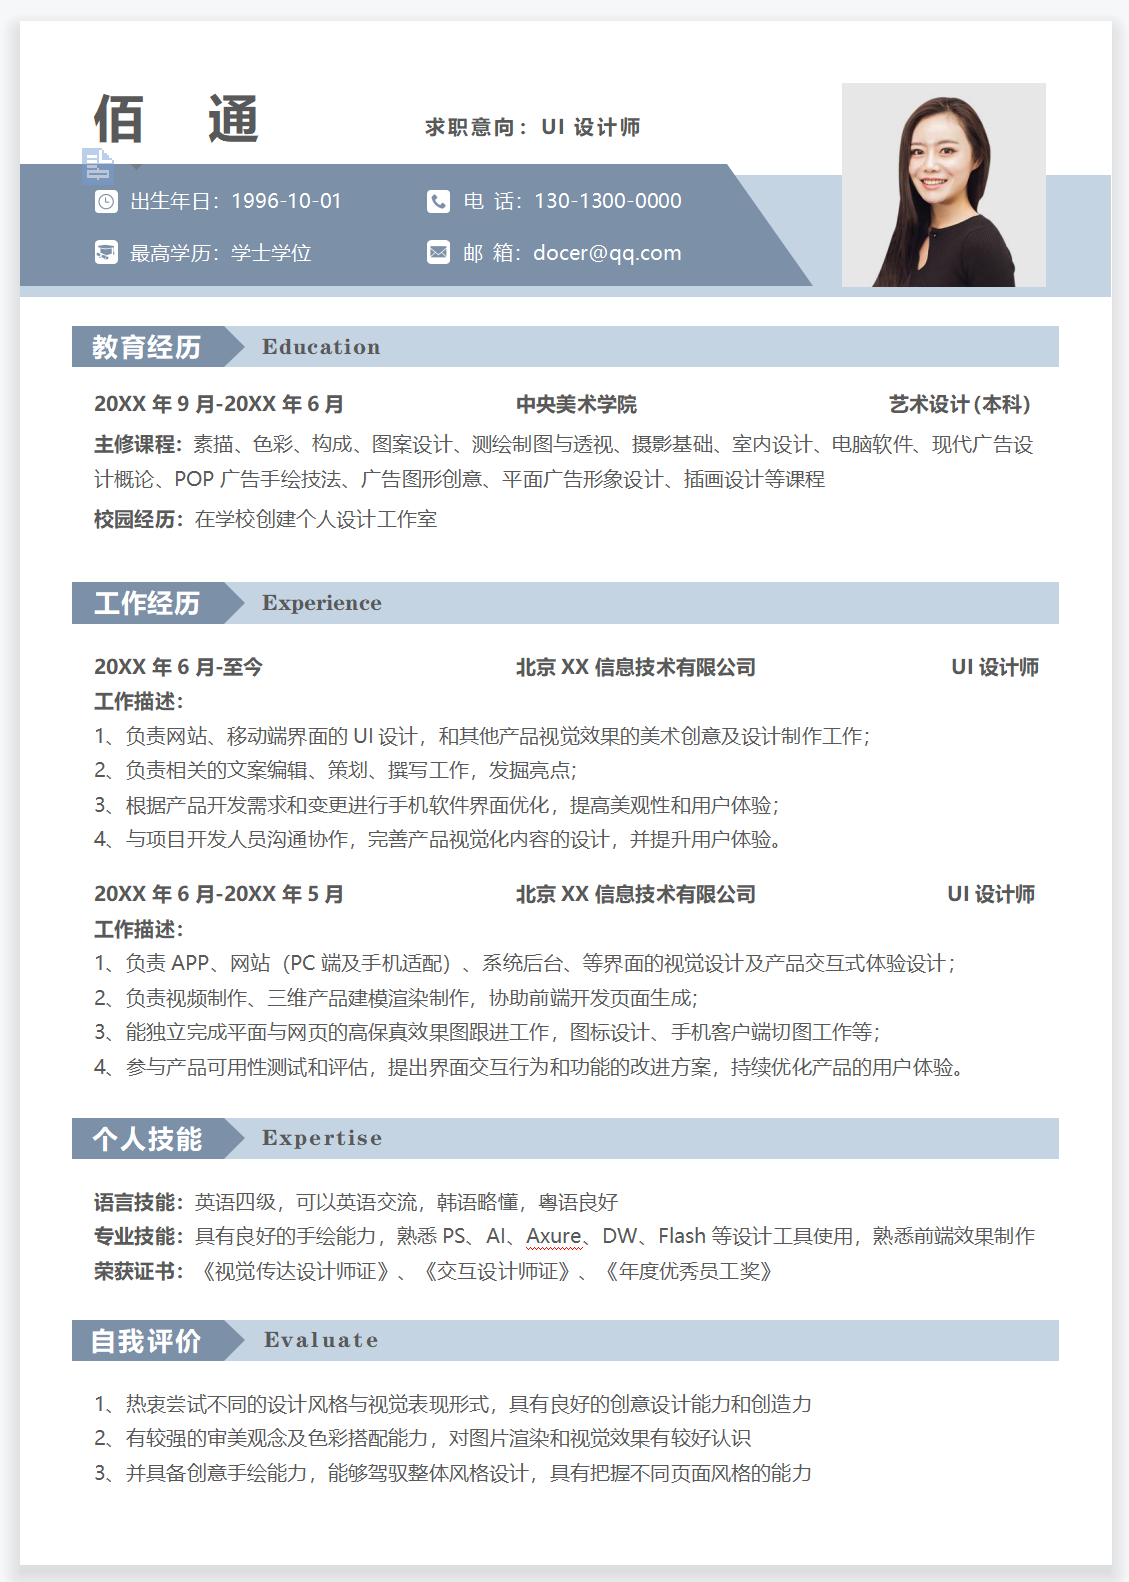 佰 通
求职意向：UI 设计师
出生年日：1996-10-01
电 话：130-1300-0000
最高学历：学士学位
邮 箱：docer@qq.com
教育经历 Education
20XX 年 9 月-20XX 年 6 月 中央美术学院 艺术设计（本科）
主修课程：素描、色彩、构成、图案设计、测绘制图与透视、摄影基础、室内设计、电脑软件、现代广告设
计概论、POP 广告手绘技法、广告图形创意、平面广告形象设计、插画设计等课程
校园经历：在学校创建个人设计工作室
工作经历 Experience
20XX 年 6 月-至今 北京 XX 信息技术有限公司 UI 设计师
工作描述：
1、负责网站、移动端界面的 UI 设计，和其他产品视觉效果的美术创意及设计制作工作；
2、负责相关的文案编辑、策划、撰写工作，发掘亮点；
3、根据产品开发需求和变更进行手机软件界面优化，提高美观性和用户体验；
4、与项目开发人员沟通协作，完善产品视觉化内容的设计，并提升用户体验。
20XX 年 6 月-20XX 年 5 月 北京 XX 信息技术有限公司 UI 设计师
工作描述：
1、负责 APP、网站（PC 端及手机适配）、系统后台、等界面的视觉设计及产品交互式体验设计；
2、负责视频制作、三维产品建模渲染制作，协助前端开发页面生成；
3、能独立完成平面与网页的高保真效果图跟进工作，图标设计、手机客户端切图工作等；
4、参与产品可用性测试和评估，提出界面交互行为和功能的改进方案，持续优化产品的用户体验。
个人技能 Expertise
语言技能：英语四级，可以英语交流，韩语略懂，粤语良好
专业技能：具有良好的手绘能力，熟悉 PS、AI、Axure、DW、Flash 等设计工具使用，熟悉前端效果制作
荣获证书：《视觉传达设计师证》、《交互设计师证》、《年度优秀员工奖》
自我评价 Evaluate
1、热衷尝试不同的设计风格与视觉表现形式，具有良好的创意设计能力和创造力
2、有较强的审美观念及色彩搭配能力，对图片渲染和视觉效果有较好认识
3、并具备创意手绘能力，能够驾驭整体风格设计，具有把握不同页面风格的能力